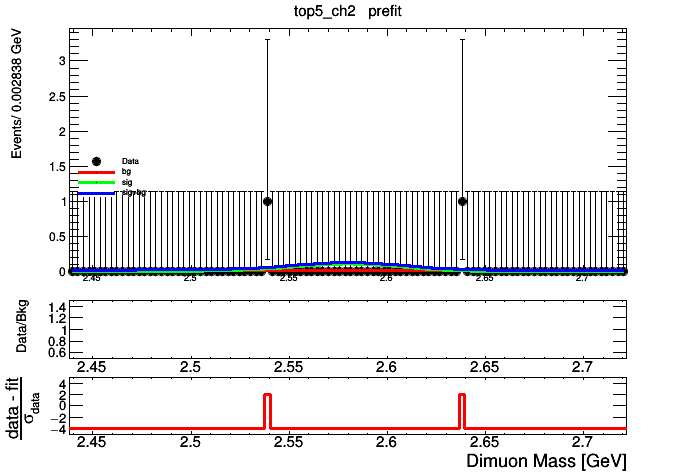 top5_ch2 prefit
Events/ 0.002838 GeV
3
2.5
2
1.5
1
0.5
0
Data
bg
sig
sig+bg
2.45 2.5 2.55 2.6 2.65 2.7
Data/Bkg
1.4
1.2
1
0.8
0.6
2.45 2.5 2.55 2.6 2.65 2.7
data - fit
σdata
4
2
0
−2
−4
2.45 2.5 2.55 2.6 2.65 2.7
Dimuon Mass [GeV]